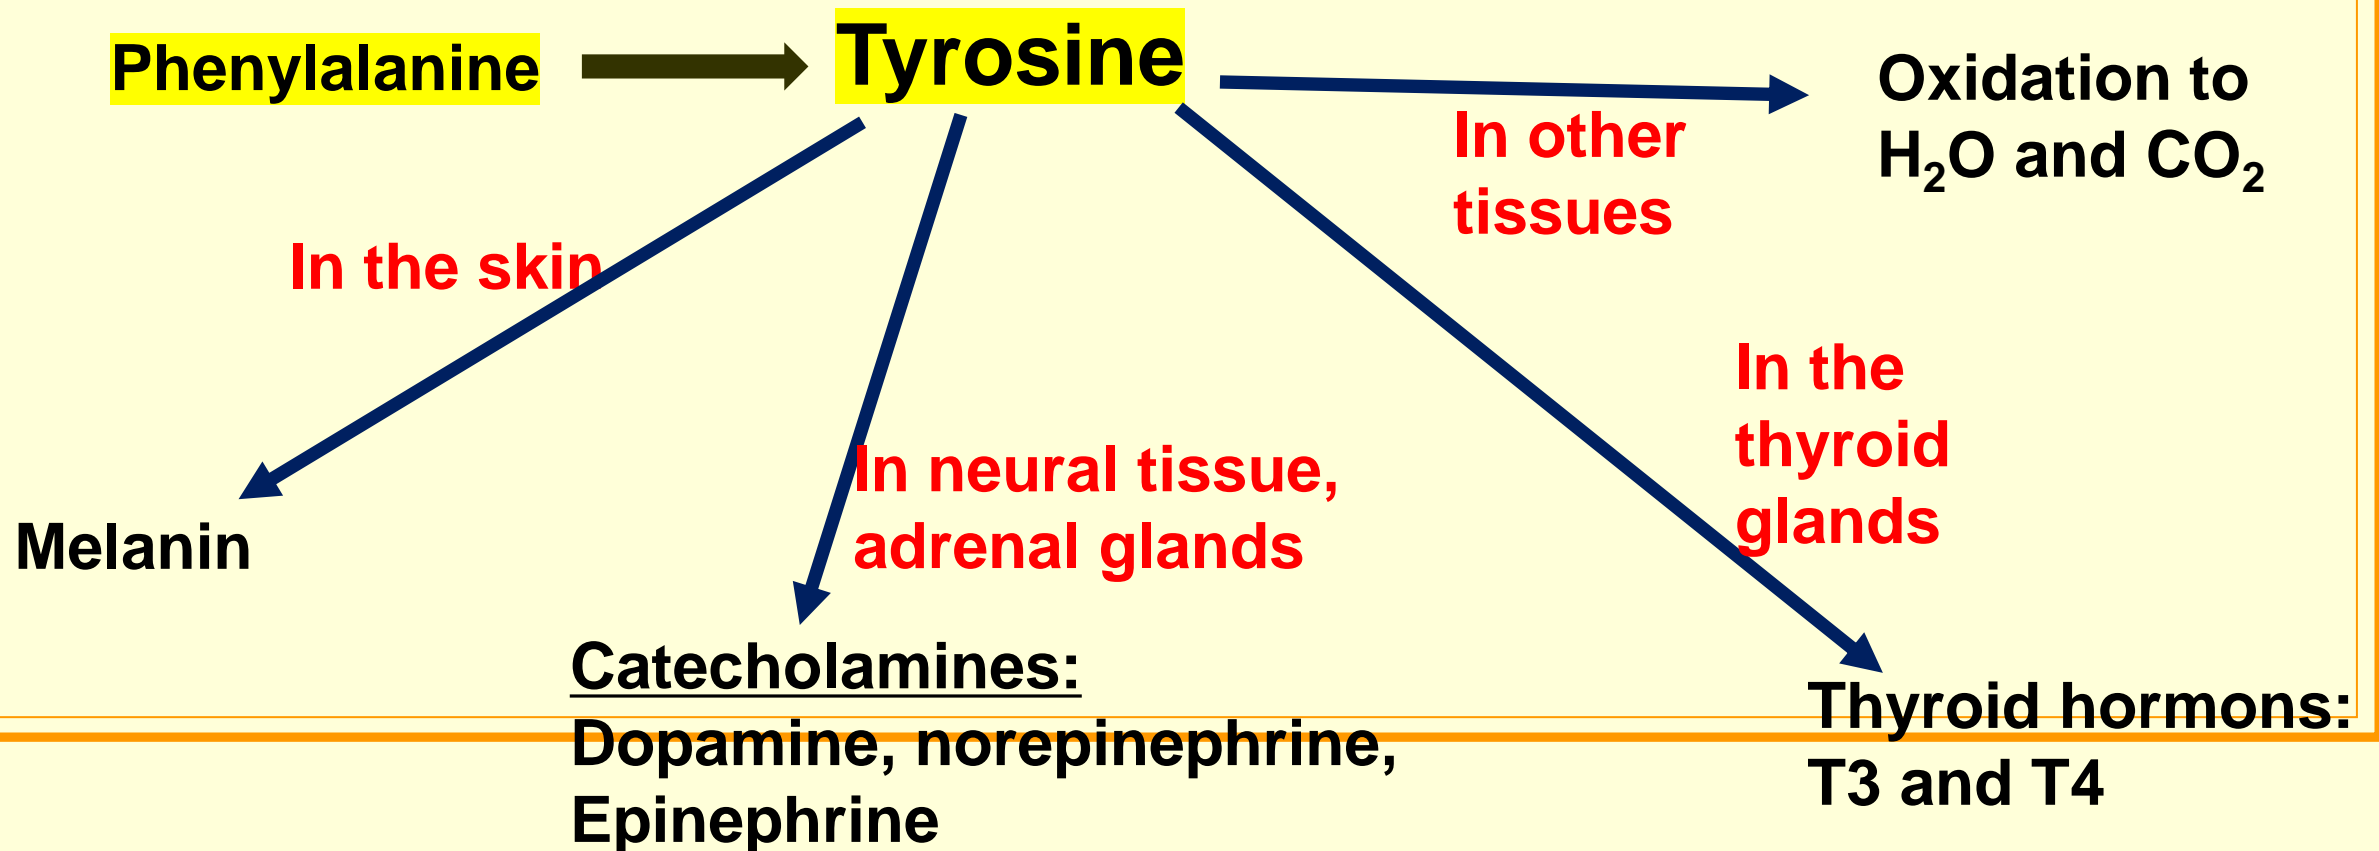 Phenylalanine
Tyrosine
Oxidation to
H₂O and CO₂
In other
tissues
In the skin
In the
thyroid
glands
In neural tissue,
adrenal glands
Melanin
Catecholamines:
Dopamine, norepinephrine,
Epinephrine
Thyroid hormons:
T3 and T4